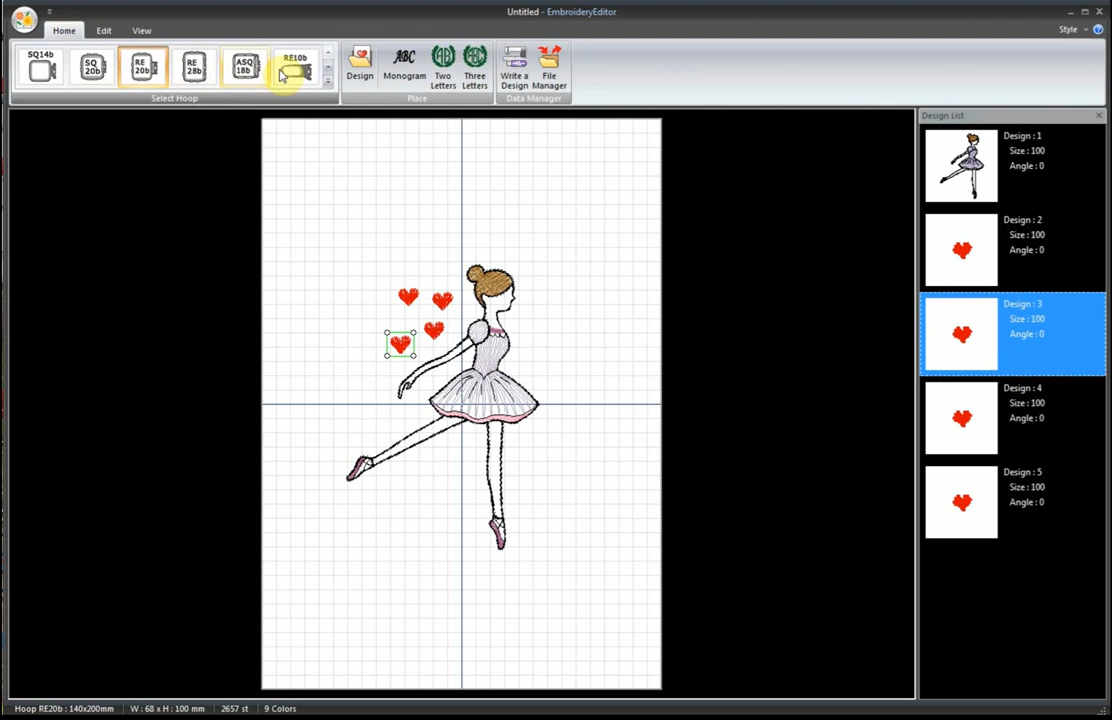 Untitled - EmbroideryEditor
Home Edit View Style
SQ14b SQ 20b RE 20b RE 28b ASQ 18b RE10b
Design Monogram Two Letters Three Letters Write a Design File Manager
ABC
Select Hoop Place Data Manager
Design List
Design : 1
Size : 100
Angle : 0
Design : 2
Size : 100
Angle : 0
Design : 3
Size : 100
Angle : 0
Design : 4
Size : 100
Angle : 0
Design : 5
Size : 100
Angle : 0
Hoop RE20b : 140x200mm W : 68 x H : 100 mm 2657 st 9 Colors